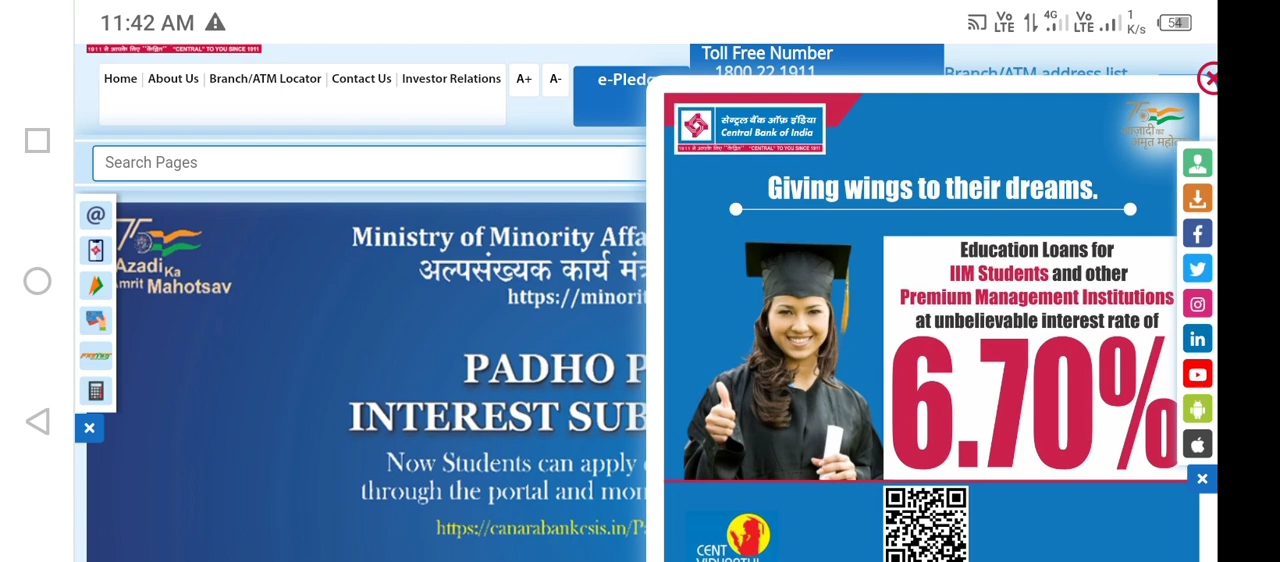 11:42 AM
Vo LTE 4G Vo LTE 1 K/s 54
1911 से आपके लिए "केंद्रित" "CENTRAL" TO YOU SINCE 1911
Toll Free Number
1800 22 1911
Home About Us Branch/ATM Locator Contact Us Investor Relations A+ A-
e-Pledg
Branch/ATM address list
Search Pages
Azadi Ka
Amrit Mahotsav
Ministry of Minority Affa
अल्पसंख्यक कार्य मं
https://minorit
PADHO P
INTEREST SUB
Now Students can apply
through the portal and mon
https://canarabankcsis.in/Pa
सेन्ट्रल बैंक ऑफ़ इंडिया
Central Bank of India
1911 से आपके लिए "केंद्रित" "CENTRAL" TO YOU SINCE 1911
आज़ादी का
अमृत महो
Giving wings to their dreams.
Education Loans for
IIM Students and other
Premium Management Institutions
at unbelievable interest rate of
6.70%
CENT
VIDYARTHI